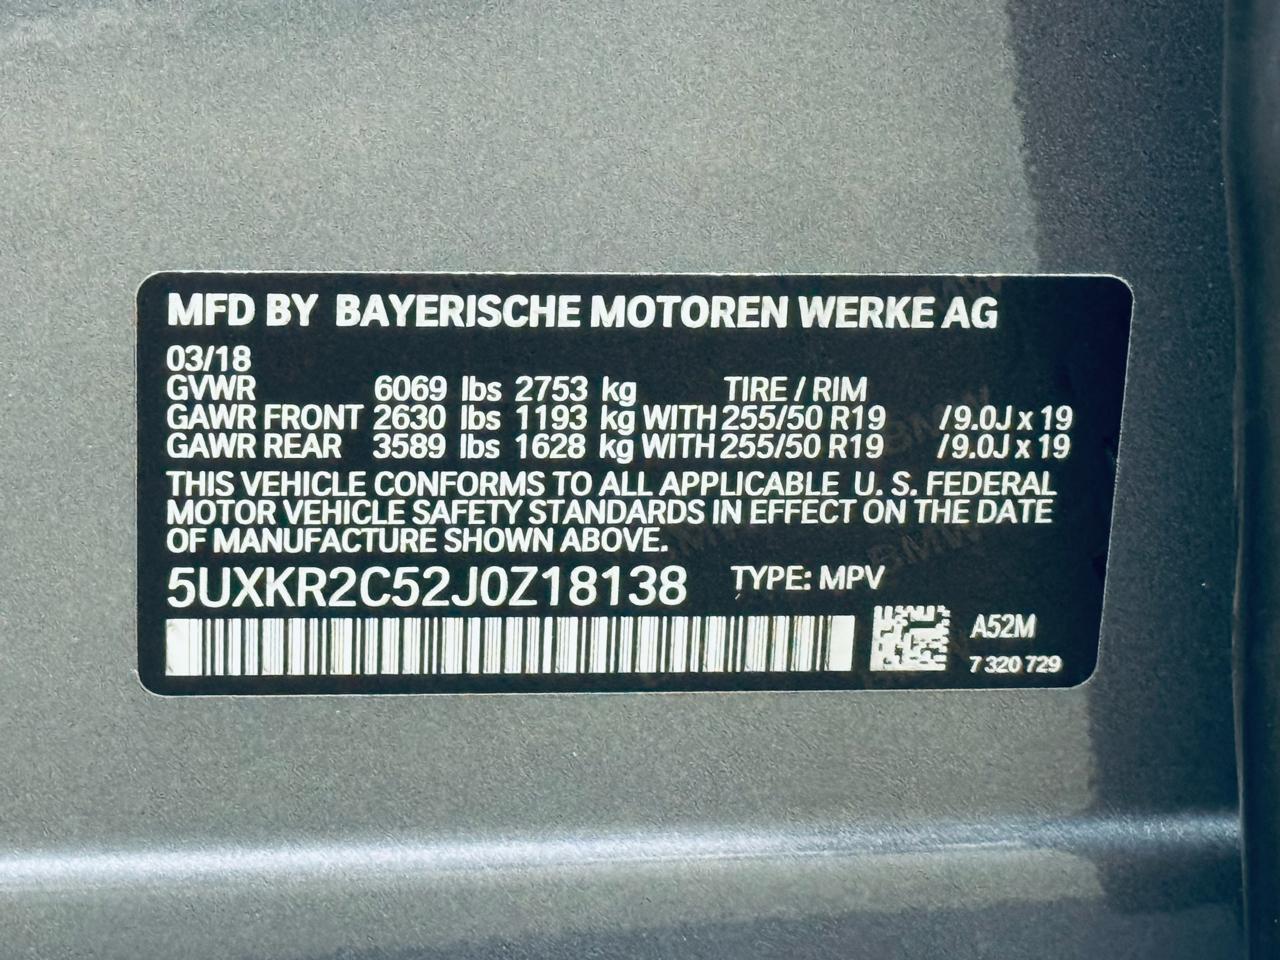 MFD BY BAYERISCHE MOTOREN WERKE AG
03/18
GVWR 6069 lbs 2753 kg TIRE / RIM
GAWR FRONT 2630 lbs 1193 kg WITH 255/50 R19 /9.0J x 19
GAWR REAR 3589 lbs 1628 kg WITH 255/50 R19 /9.0J x 19
THIS VEHICLE CONFORMS TO ALL APPLICABLE U. S. FEDERAL
MOTOR VEHICLE SAFETY STANDARDS IN EFFECT ON THE DATE
OF MANUFACTURE SHOWN ABOVE.
5UXKR2C52J0Z18138 TYPE: MPV
A52M
7 320 729